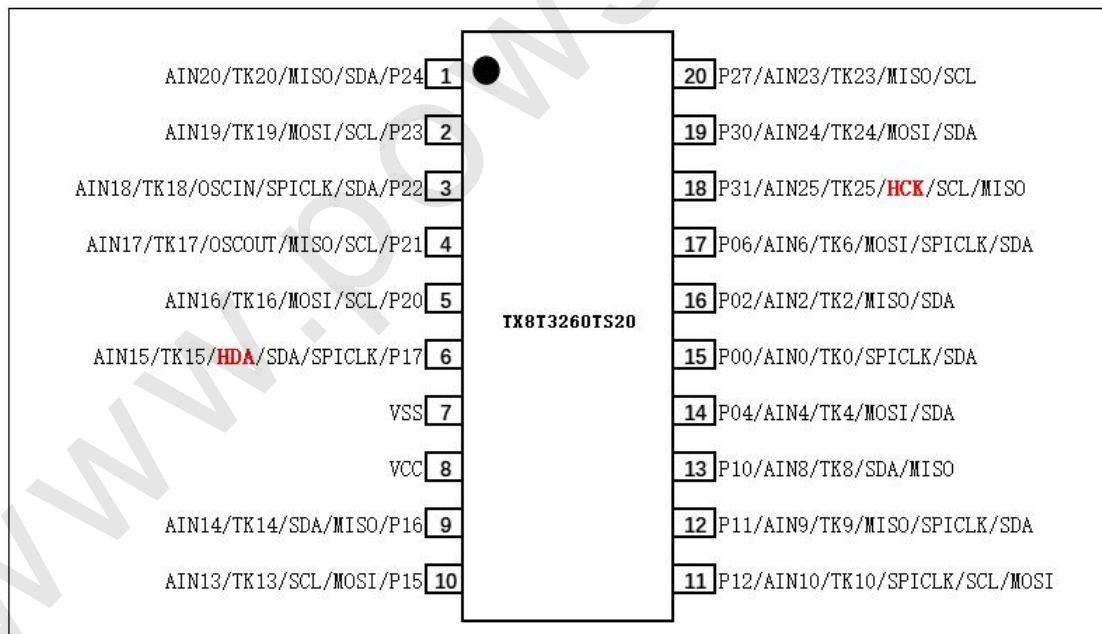 AIN20/TK20/MISO/SDA/P24 1
20 P27/AIN23/TK23/MISO/SCL
AIN19/TK19/MOSI/SCL/P23 2
19 P30/AIN24/TK24/MOSI/SDA
AIN18/TK18/OSCIN/SPICLK/SDA/P22 3
18 P31/AIN25/TK25/HCK/SCL/MISO
AIN17/TK17/OSCOUT/MISO/SCL/P21 4
17 P06/AIN6/TK6/MOSI/SPICLK/SDA
AIN16/TK16/MOSI/SCL/P20 5
16 P02/AIN2/TK2/MISO/SDA
TX8T3260TS20
AIN15/TK15/HDA/SDA/SPICLK/P17 6
15 P00/AIN0/TK0/SPICLK/SDA
VSS 7
14 P04/AIN4/TK4/MOSI/SDA
VCC 8
13 P10/AIN8/TK8/SDA/MISO
AIN14/TK14/SDA/MISO/P16 9
12 P11/AIN9/TK9/MISO/SPICLK/SDA
AIN13/TK13/SCL/MOSI/P15 10
11 P12/AIN10/TK10/SPICLK/SCL/MOSI
www.pows